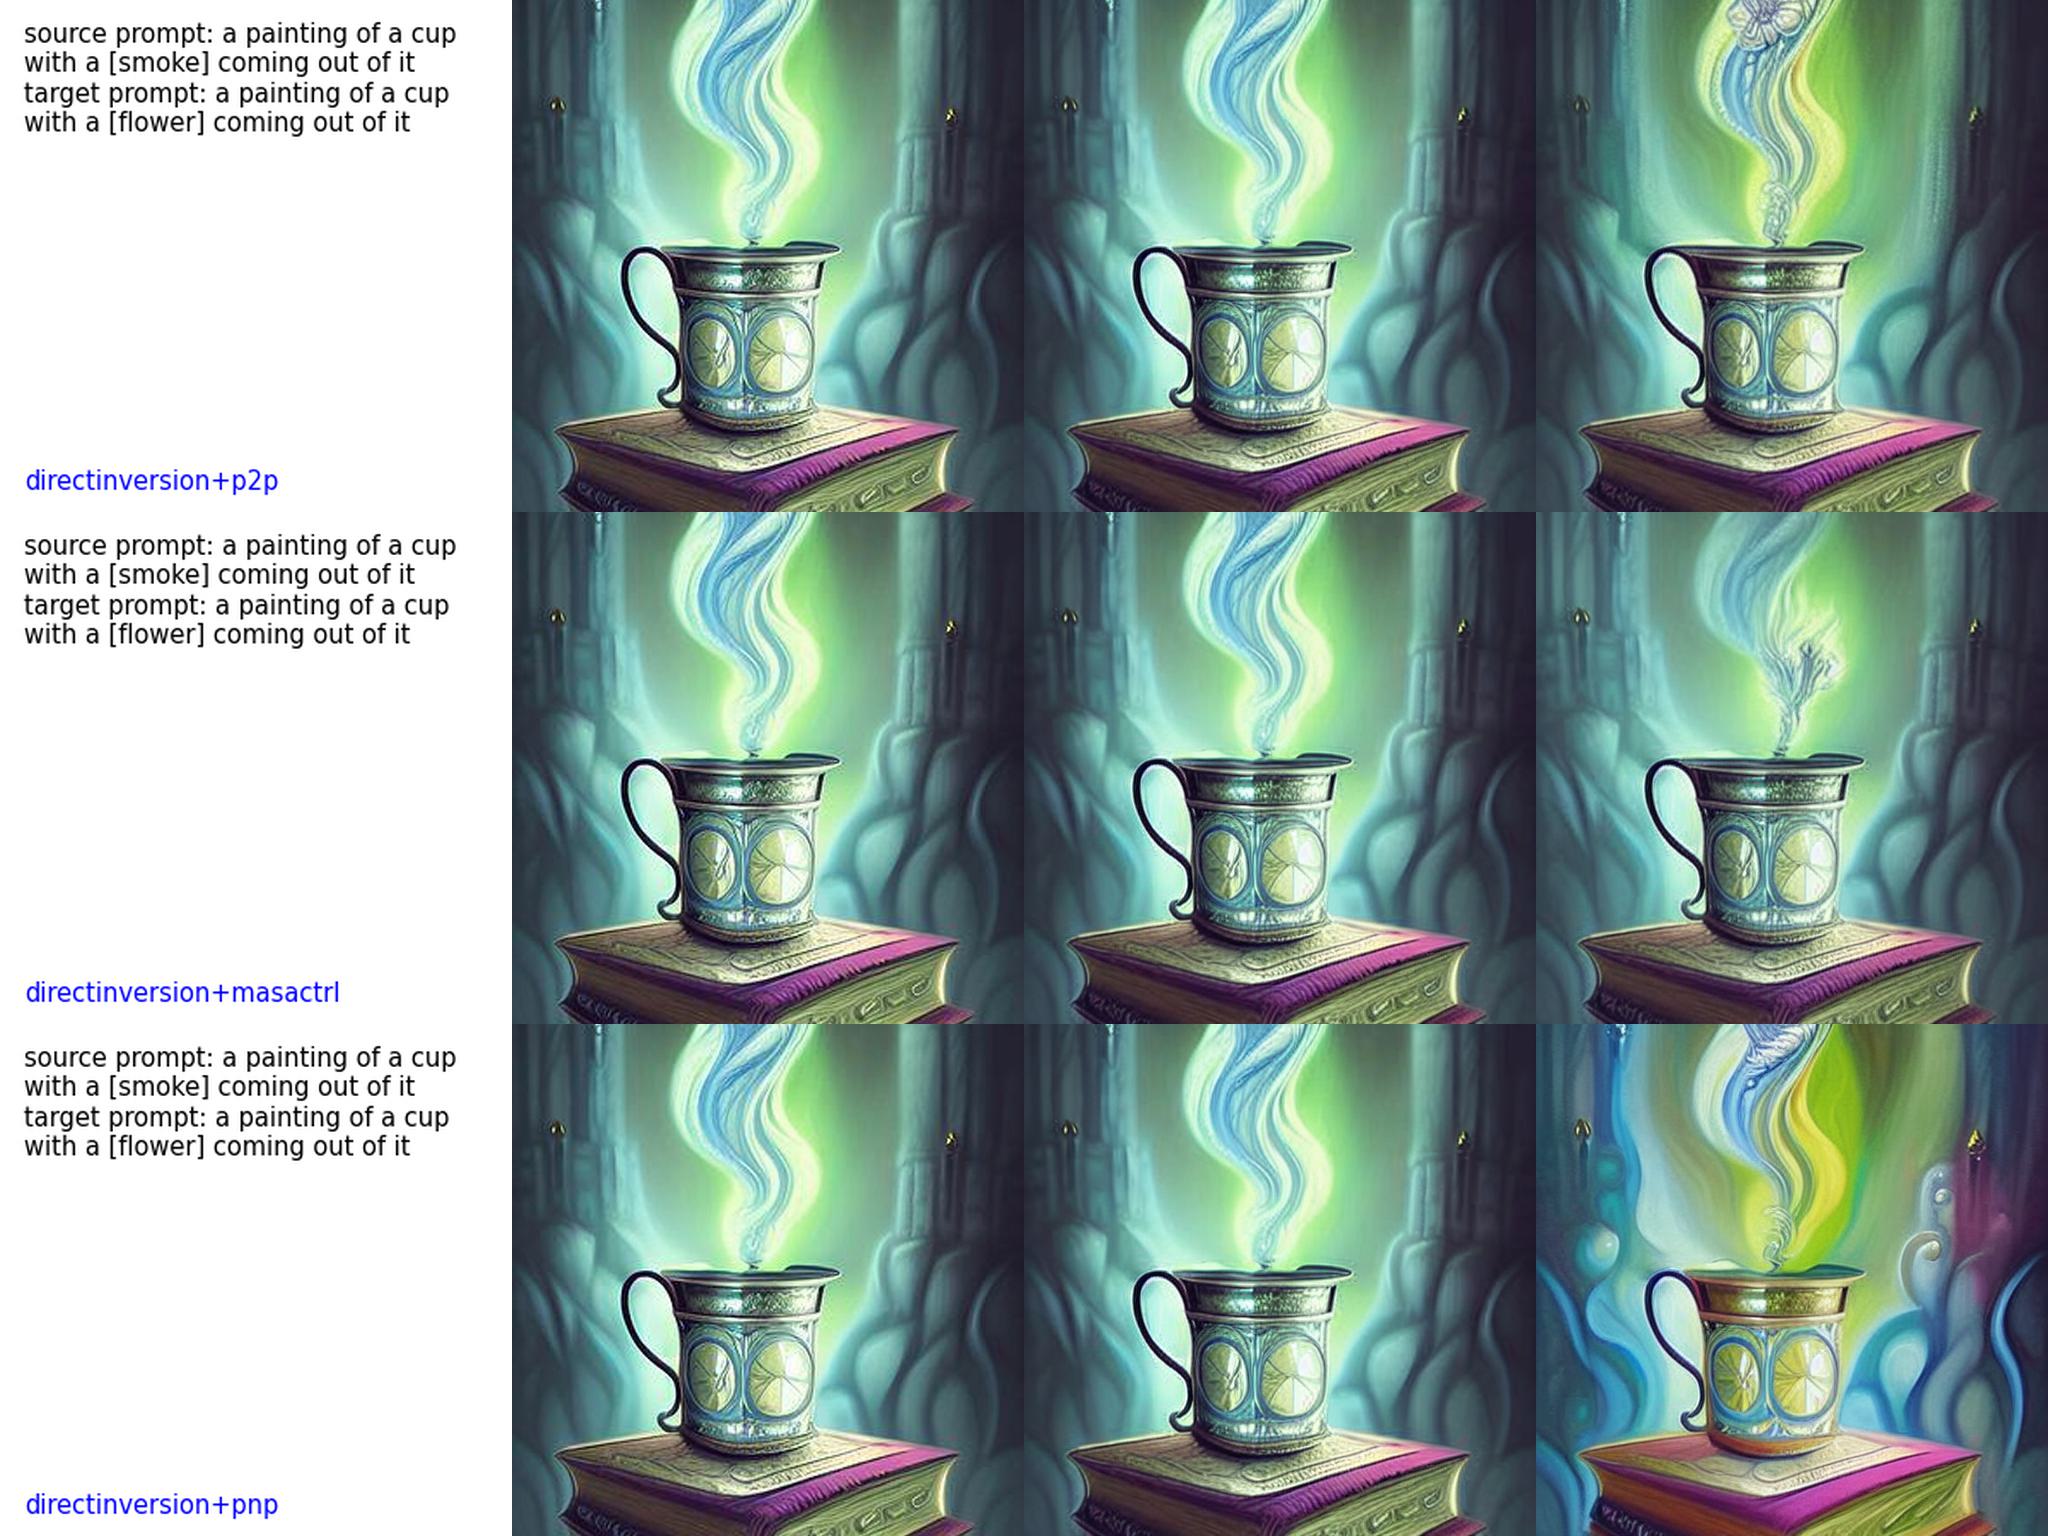 source prompt: a painting of a cup
with a [smoke] coming out of it
target prompt: a painting of a cup
with a [flower] coming out of it
directinversion+p2p
source prompt: a painting of a cup
with a [smoke] coming out of it
target prompt: a painting of a cup
with a [flower] coming out of it
directinversion+masactrl
source prompt: a painting of a cup
with a [smoke] coming out of it
target prompt: a painting of a cup
with a [flower] coming out of it
directinversion+pnp